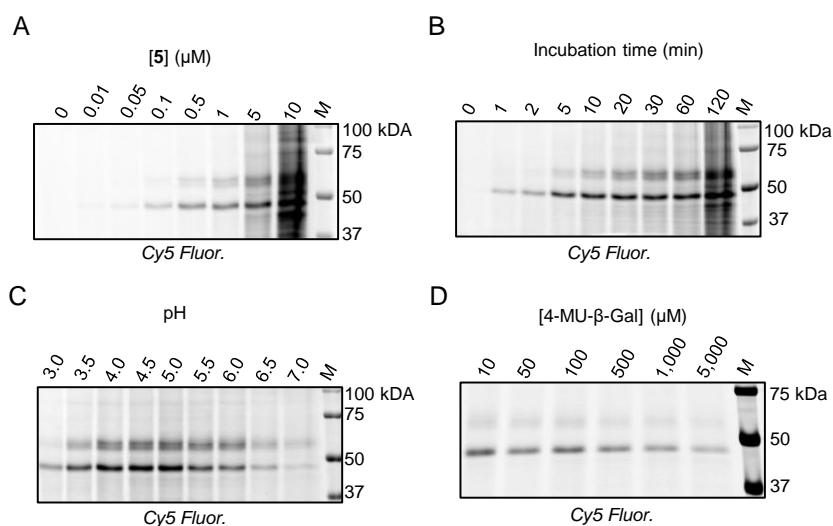 A
[5] (µM)
0 0.01 0.05 0.1 0.5 1 5 10 M
100 kDA
75
50
37
Cy5 Fluor.
B
Incubation time (min)
0 1 2 5 10 20 30 60 120 M
100 kDa
75
50
37
Cy5 Fluor.
C
pH
3.0 3.5 4.0 4.5 5.0 5.5 6.0 6.5 7.0 M
100 kDA
75
50
37
Cy5 Fluor.
D
[4-MU-β-Gal] (µM)
10 50 100 500 1,000 5,000 M
75 kDa
50
37
Cy5 Fluor.